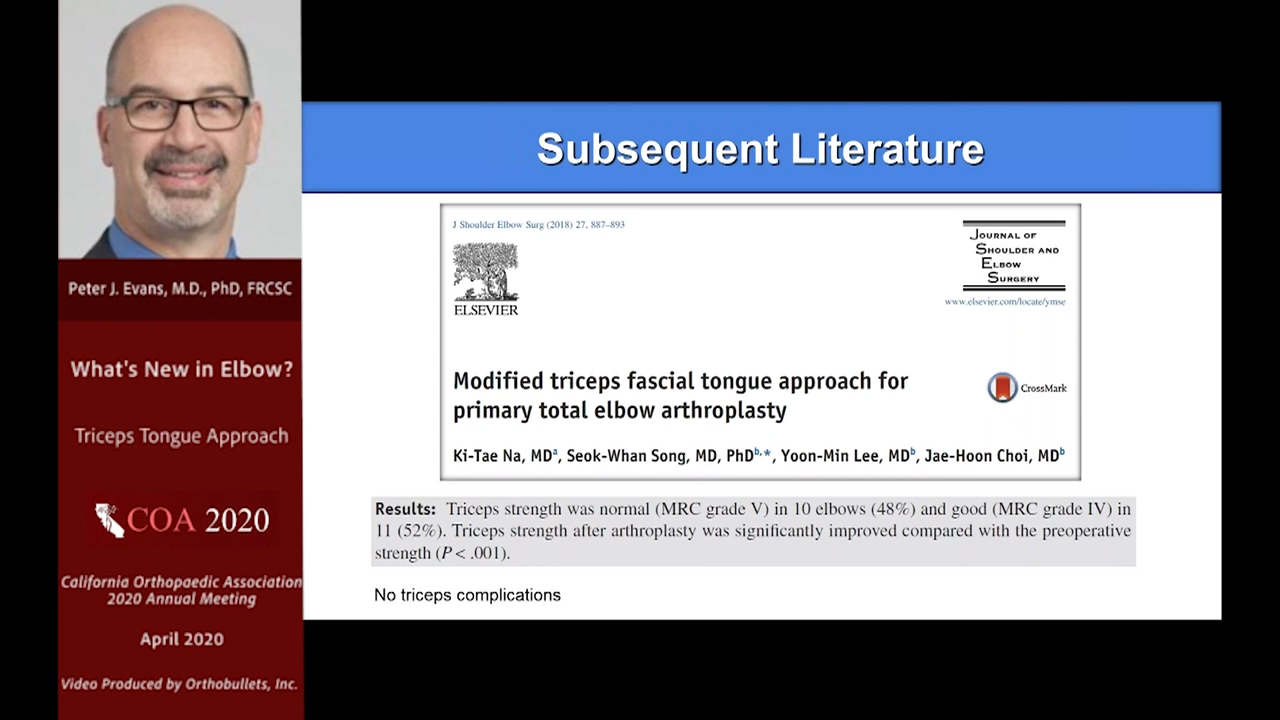 Peter J. Evans, M.D., PhD, FRCSC
What's New in Elbow?
Triceps Tongue Approach
COA 2020
California Orthopaedic Association
2020 Annual Meeting
April 2020
Video Produced by Orthobullets, Inc.
Subsequent Literature
J Shoulder Elbow Surg (2018) 27, 887–893
ELSEVIER
JOURNAL OF
SHOULDER AND
ELBOW
SURGERY
www.elsevier.com/locate/ymse
Modified triceps fascial tongue approach for
primary total elbow arthroplasty
CrossMark
Ki-Tae Na, MDᵃ, Seok-Whan Song, MD, PhDᵇ,*, Yoon-Min Lee, MDᵇ, Jae-Hoon Choi, MDᵇ
Results: Triceps strength was normal (MRC grade V) in 10 elbows (48%) and good (MRC grade IV) in
11 (52%). Triceps strength after arthroplasty was significantly improved compared with the preoperative
strength (P < .001).
No triceps complications